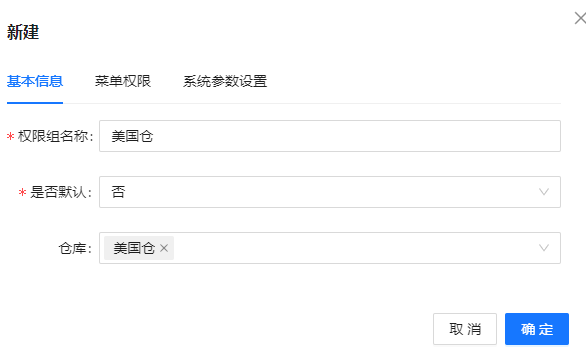 新建
基本信息 菜单权限 系统参数设置
* 权限组名称: 美国仓
* 是否默认: 否
仓库: 美国仓 ×
取 消 确 定